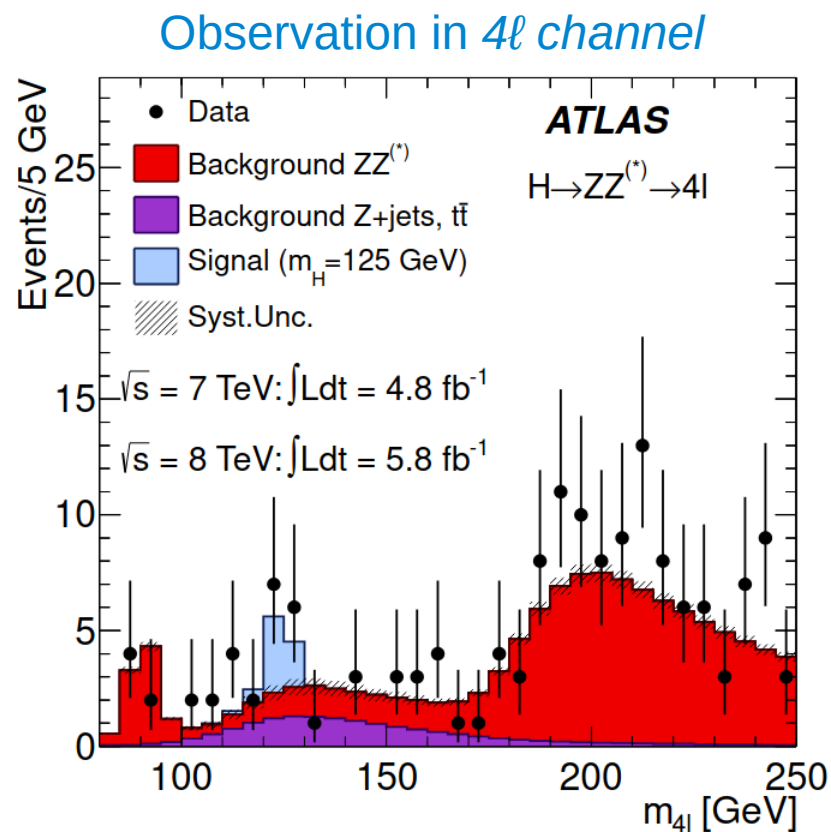 Observation in 4ℓ channel
Events/5 GeV
25
20
15
10
5
0
Data
Background ZZ(*)
Background Z+jets, tt̄
Signal (mH=125 GeV)
Syst.Unc.
ATLAS
H→ZZ(*)→4l
√s = 7 TeV:∫Ldt = 4.8 fb-1
√s = 8 TeV:∫Ldt = 5.8 fb-1
100 150 200 250
m4l [GeV]